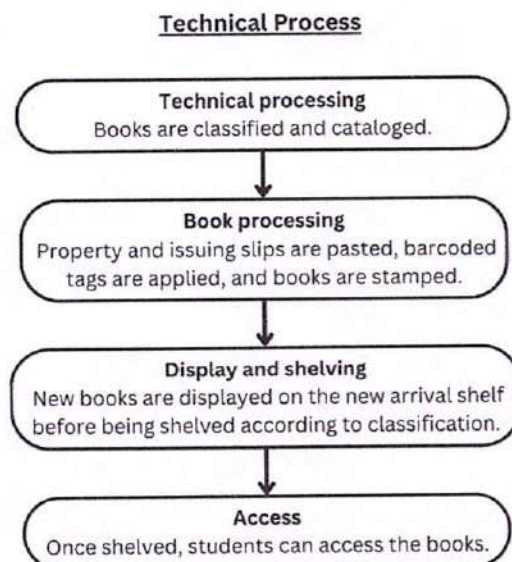 Technical Process
Technical processing
Books are classified and cataloged.
Book processing
Property and issuing slips are pasted, barcoded
tags are applied, and books are stamped.
Display and shelving
New books are displayed on the new arrival shelf
before being shelved according to classification.
Access
Once shelved, students can access the books.